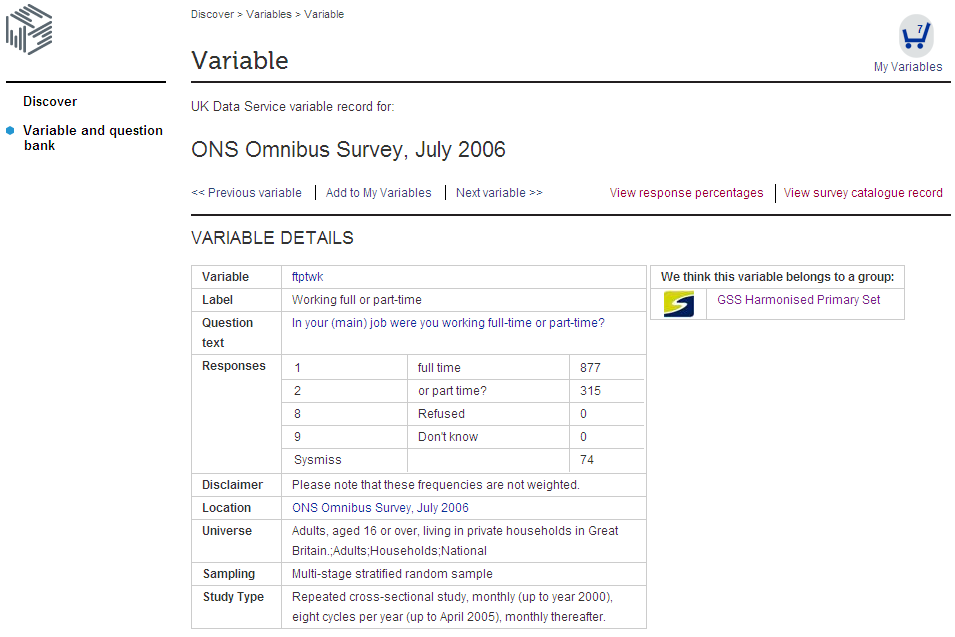 Discover > Variables > Variable
7
Variable
My Variables
Discover
Variable and question
bank
UK Data Service variable record for:
ONS Omnibus Survey, July 2006
<< Previous variable | Add to My Variables | Next variable >> View response percentages | View survey catalogue record
VARIABLE DETAILS
Variable ftptwk
Label Working full or part-time
Question text In your (main) job were you working full-time or part-time?
Responses 1 full time 877
2 or part time? 315
8 Refused 0
9 Don't know 0
Sysmiss 74
Disclaimer Please note that these frequencies are not weighted.
Location ONS Omnibus Survey, July 2006
Universe Adults, aged 16 or over, living in private households in Great
Britain.;Adults;Households;National
Sampling Multi-stage stratified random sample
Study Type Repeated cross-sectional study, monthly (up to year 2000),
eight cycles per year (up to April 2005), monthly thereafter.
We think this variable belongs to a group:
GSS Harmonised Primary Set